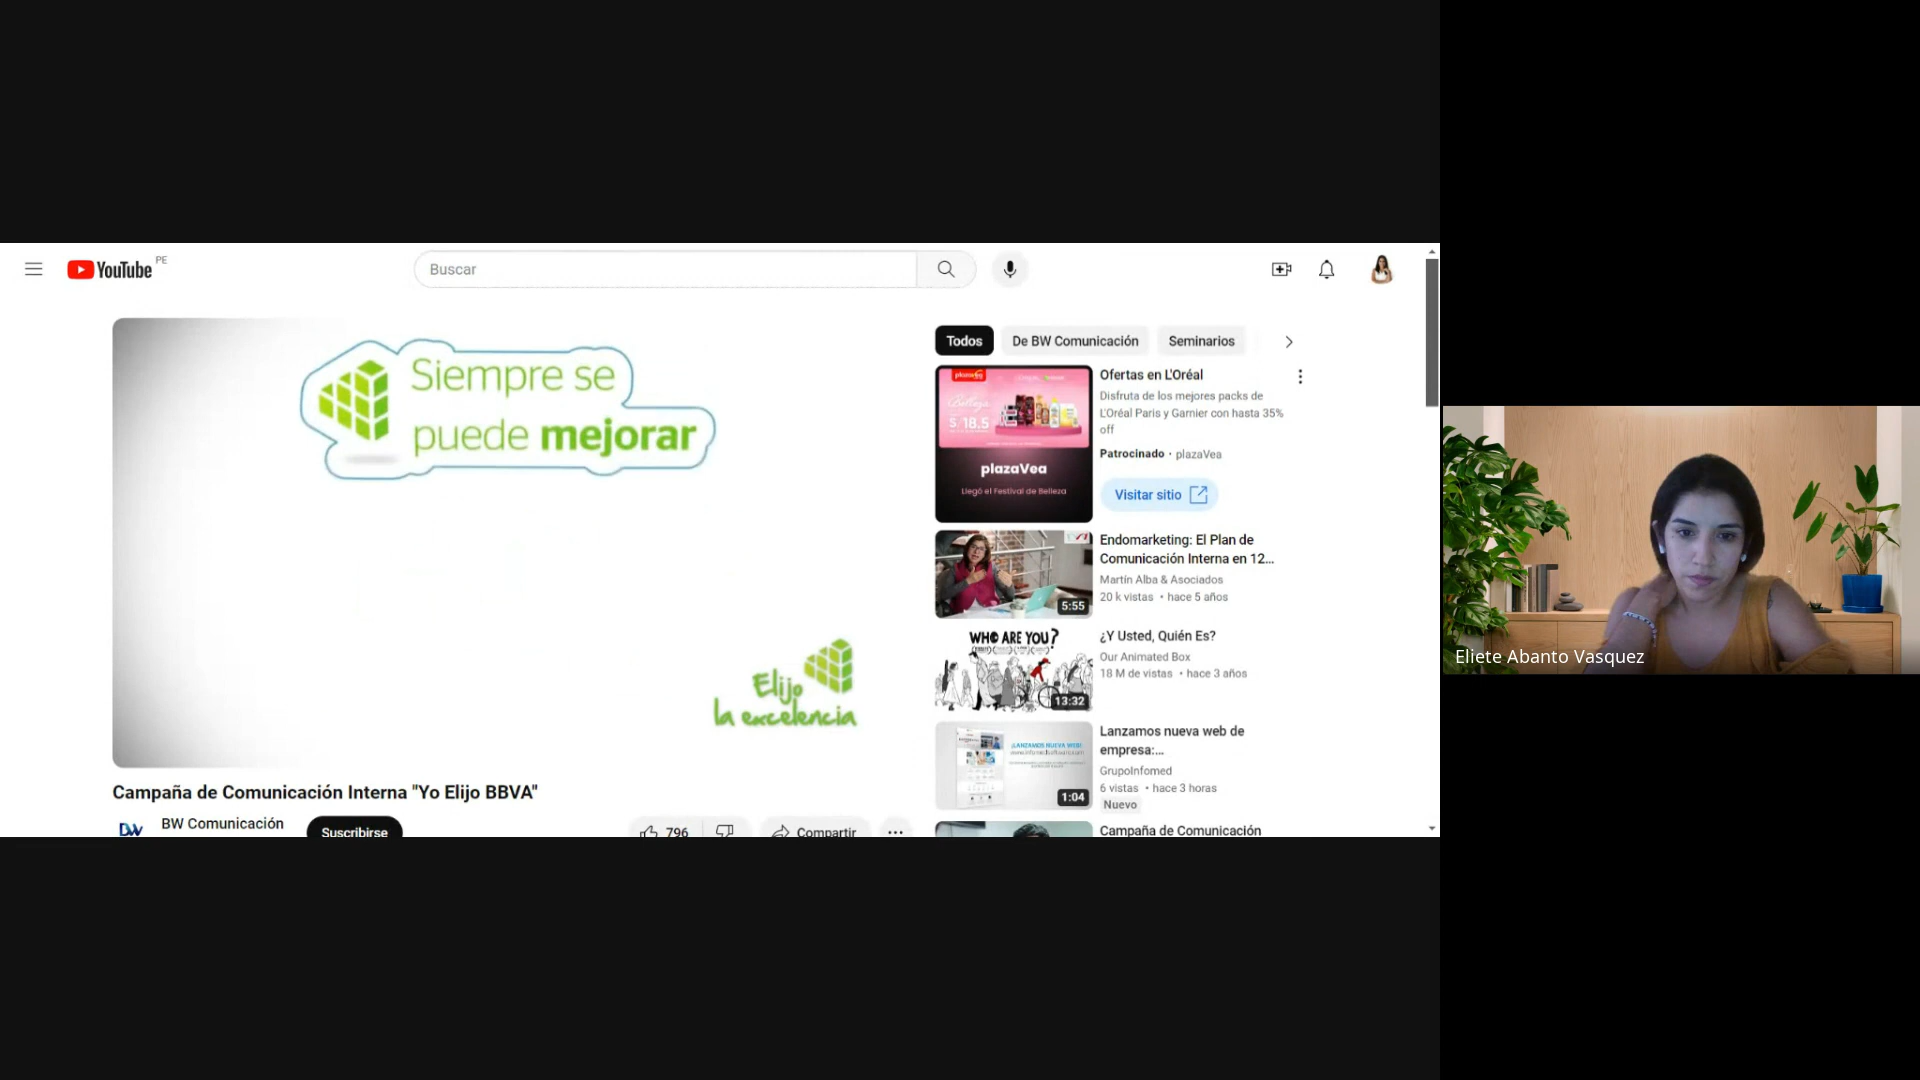 YouTube PE
Buscar
Siempre se
puede mejorar
Elijo
la excelencia
Campaña de Comunicación Interna "Yo Elijo BBVA"
BW Comunicación
Suscribirse
796
Compartir
Todos
De BW Comunicación
Seminarios
plazaVea
Belleza
S/18.5
plazaVea
Llegó el Festival de Belleza
Ofertas en L'Oréal
Disfruta de los mejores packs de
L'Oréal Paris y Garnier con hasta 35%
off
Patrocinado · plazaVea
Visitar sitio
5:55
Endomarketing: El Plan de
Comunicación Interna en 12...
Martín Alba & Asociados
20 k vistas • hace 5 años
WHO ARE YOU?
13:32
¿Y Usted, Quién Es?
Our Animated Box
18 M de vistas • hace 3 años
¡LANZAMOS NUEVA WEB!
1:04
Lanzamos nueva web de
empresa:...
GrupoInfomed
6 vistas • hace 3 horas
Nuevo
Campaña de Comunicación
Eliete Abanto Vasquez